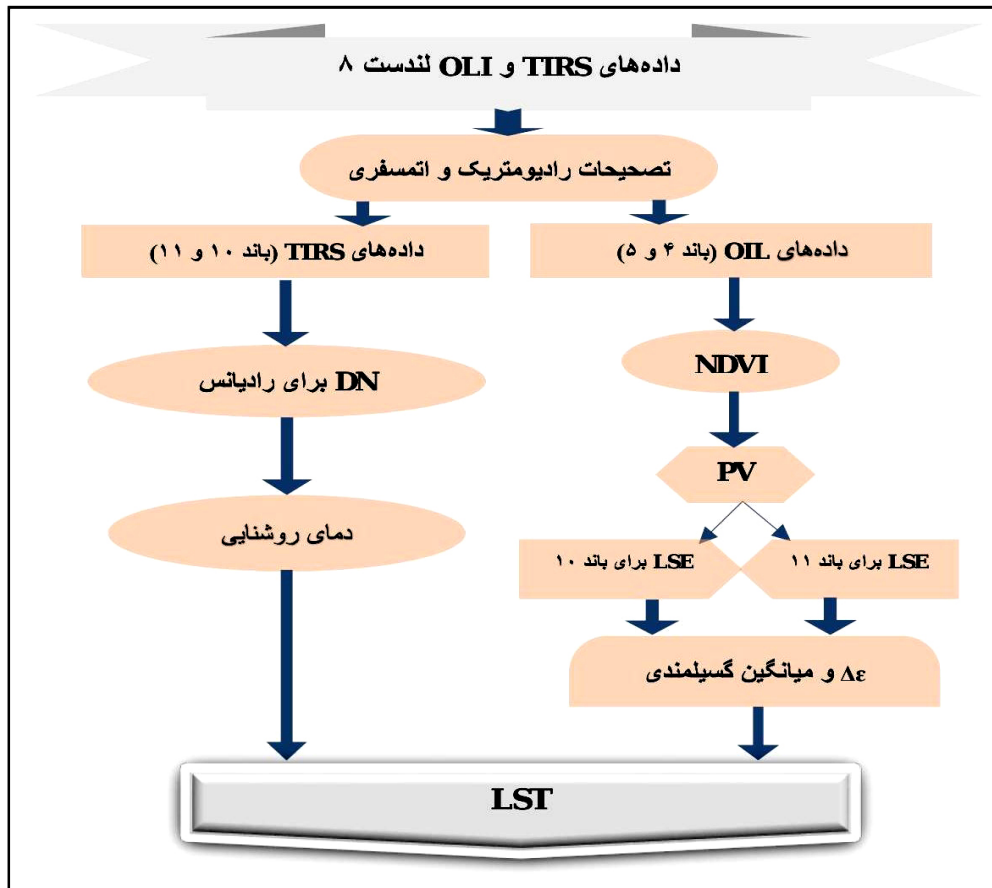 داده‌های TIRS و OLI لندست ۸
تصحیحات رادیومتریک و اتمسفری
داده‌های OIL (باند ۴ و ۵)
داده‌های TIRS (باند ۱۰ و ۱۱)
NDVI
DN برای رادیانس
PV
دمای روشنایی
LSE برای باند ۱۱
LSE برای باند ۱۰
Δε و میانگین گسیلمندی
LST